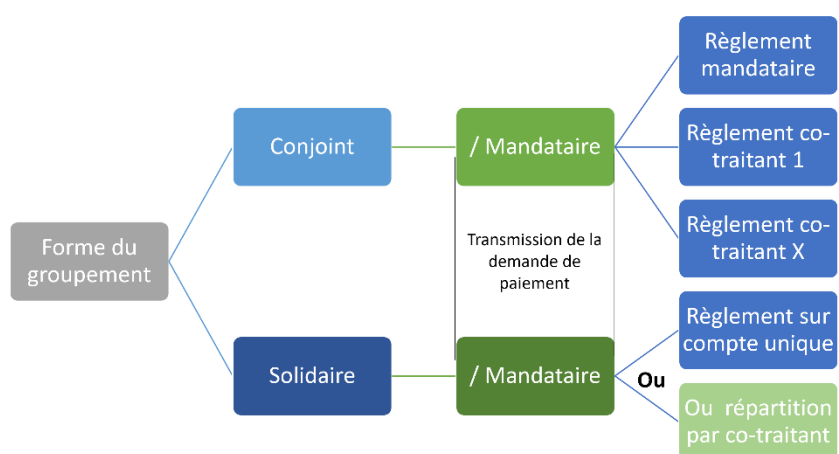 Forme du
groupement
Conjoint
/ Mandataire
Règlement
mandataire
Règlement co-
traitant 1
Règlement co-
traitant X
Transmission de la
demande de
paiement
Solidaire
/ Mandataire
Règlement sur
compte unique
Ou
Ou répartition
par co-traitant